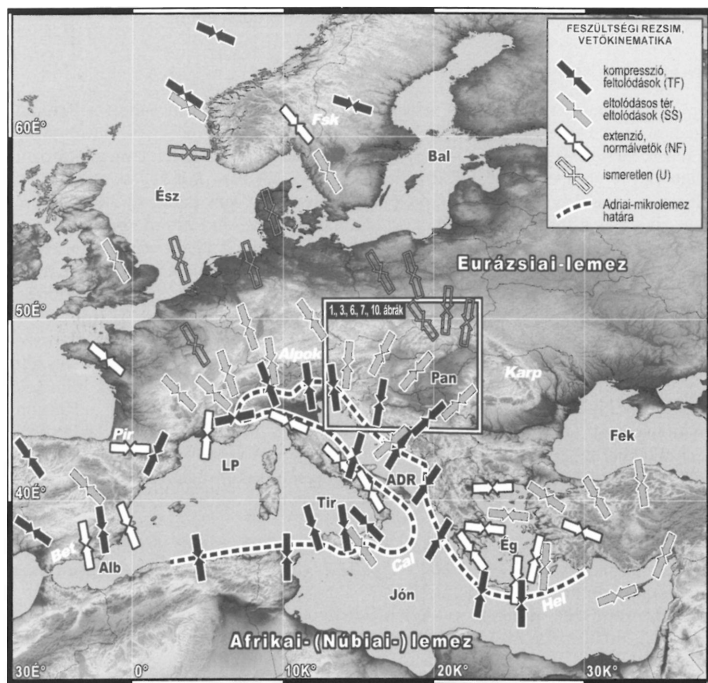 FESZÜLTSÉGI REZSIM,
VETŐKINEMATIKA
kompresszió,
feltolódások (TF)
eltolódásos tér,
eltolódások (SS)
extenzió,
normálvetők (NF)
ismeretlen (U)
Adriai-mikrolemez
határa
60É°
Fsk
Bal
Ész
Eurázsiai-lemez
50É°
1., 3., 6., 7., 10. ábrák
Alpok
Pan
Karp
Pir
LP
Fek
40É°
ADR
Tir
Bet
Alb
Cal
Ég
Jón
Hel
Afrikai-(Núbiai-)lemez
30É°
0°
10K°
20K°
30K°